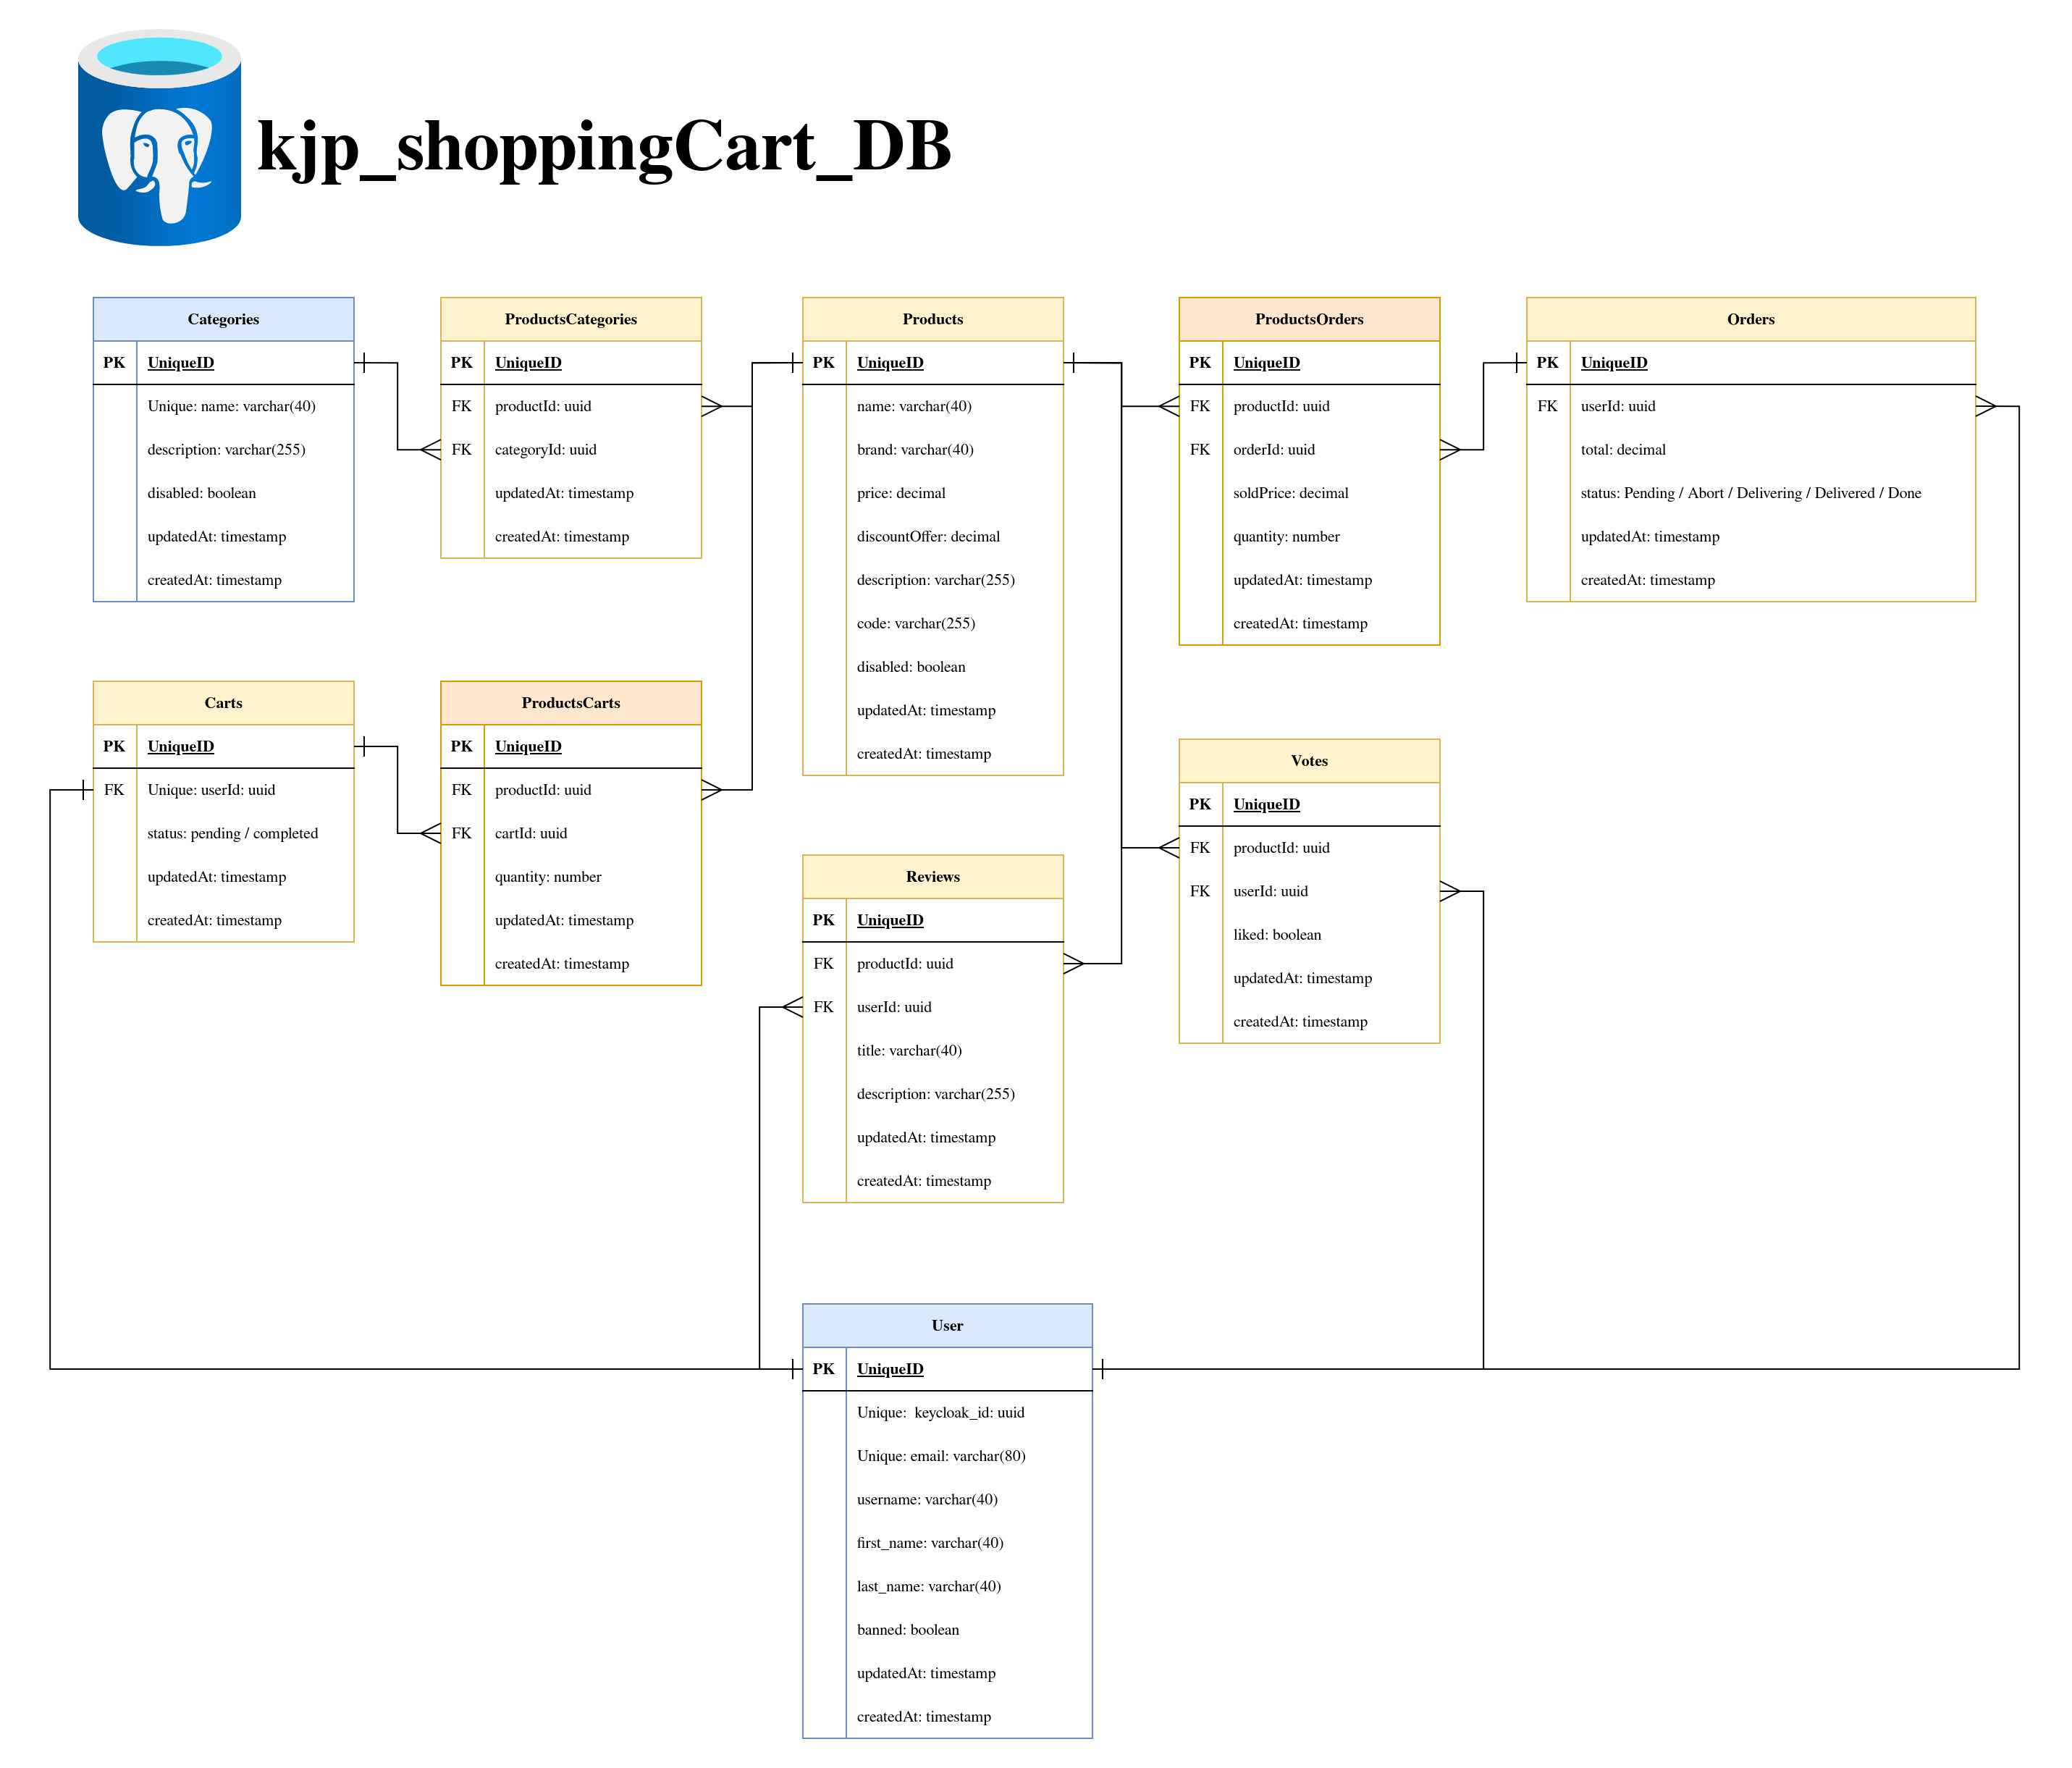 kjp_shoppingCart_DB
Categories
PK UniqueID
Unique: name: varchar(40)
description: varchar(255)
disabled: boolean
updatedAt: timestamp
createdAt: timestamp
ProductsCategories
PK UniqueID
FK productId: uuid
FK categoryId: uuid
updatedAt: timestamp
createdAt: timestamp
Products
PK UniqueID
name: varchar(40)
brand: varchar(40)
price: decimal
discountOffer: decimal
description: varchar(255)
code: varchar(255)
disabled: boolean
updatedAt: timestamp
createdAt: timestamp
ProductsOrders
PK UniqueID
FK productId: uuid
FK orderId: uuid
soldPrice: decimal
quantity: number
updatedAt: timestamp
createdAt: timestamp
Orders
PK UniqueID
FK userId: uuid
total: decimal
status: Pending / Abort / Delivering / Delivered / Done
updatedAt: timestamp
createdAt: timestamp
Carts
PK UniqueID
FK Unique: userId: uuid
status: pending / completed
updatedAt: timestamp
createdAt: timestamp
ProductsCarts
PK UniqueID
FK productId: uuid
FK cartId: uuid
quantity: number
updatedAt: timestamp
createdAt: timestamp
Votes
PK UniqueID
FK productId: uuid
FK userId: uuid
liked: boolean
updatedAt: timestamp
createdAt: timestamp
Reviews
PK UniqueID
FK productId: uuid
FK userId: uuid
title: varchar(40)
description: varchar(255)
updatedAt: timestamp
createdAt: timestamp
User
PK UniqueID
Unique:  keycloak_id: uuid
Unique: email: varchar(80)
username: varchar(40)
first_name: varchar(40)
last_name: varchar(40)
banned: boolean
updatedAt: timestamp
createdAt: timestamp